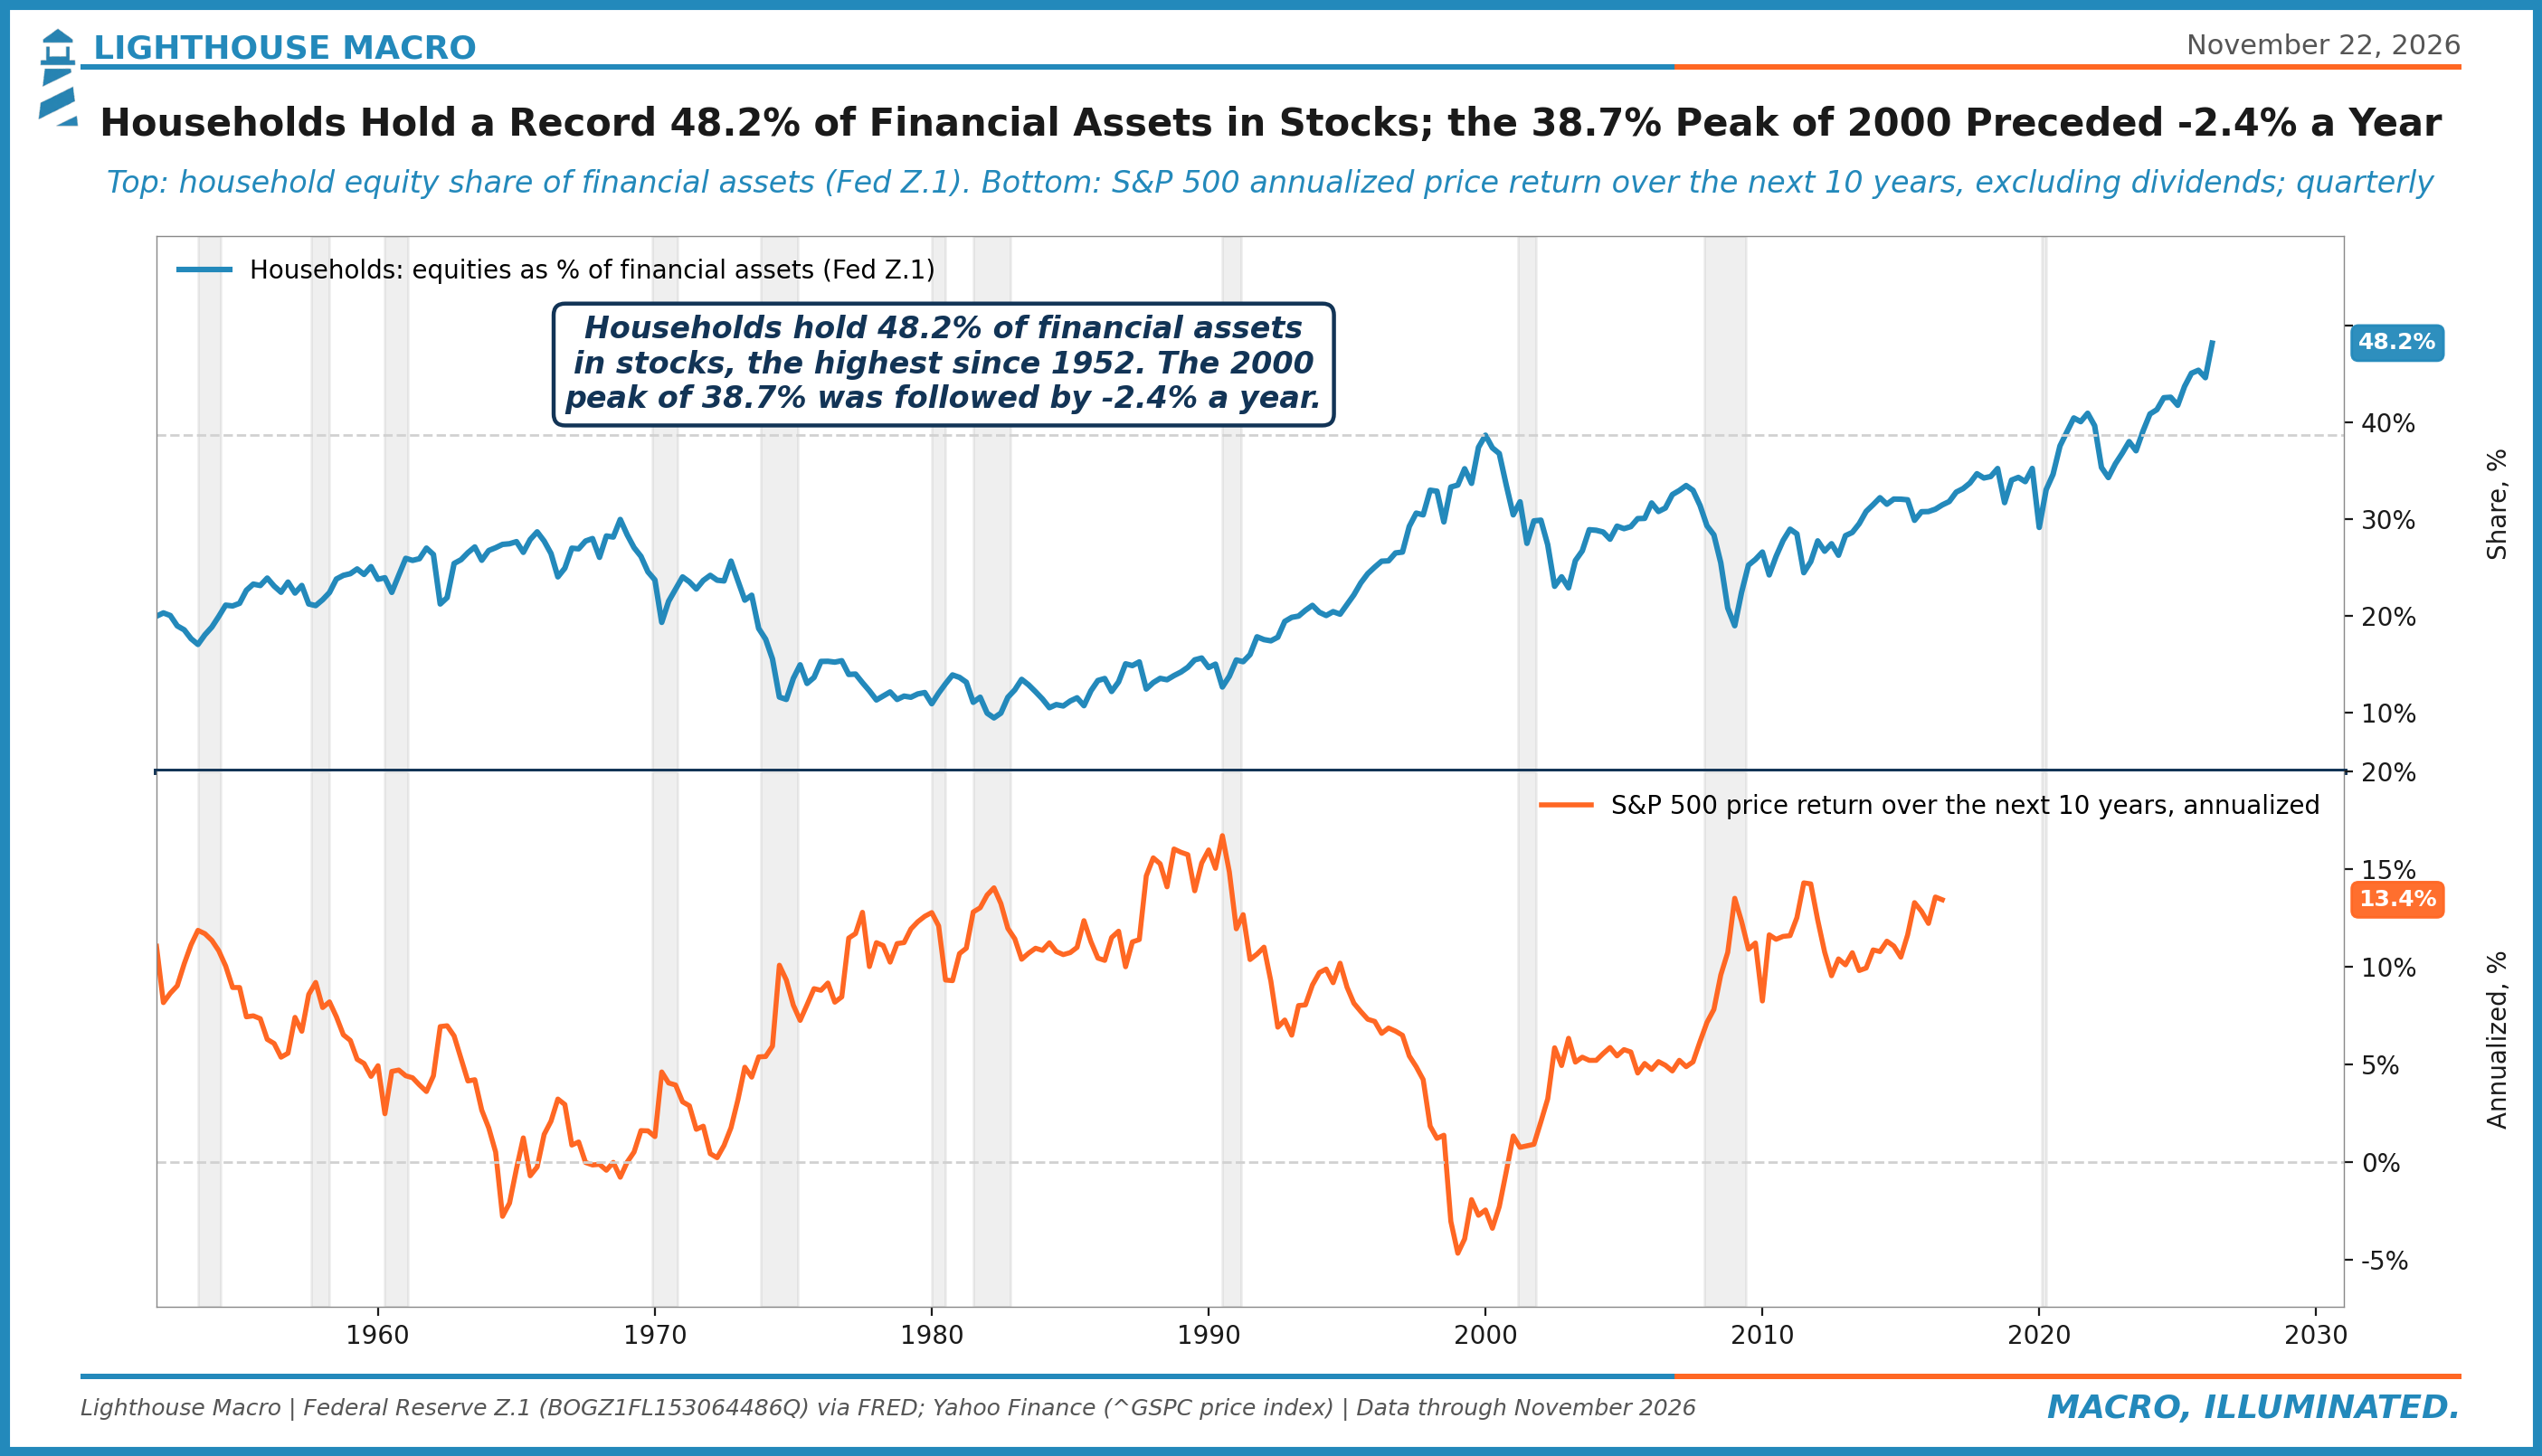 LIGHTHOUSE MACRO
November 22, 2026
Households Hold a Record 48.2% of Financial Assets in Stocks; the 38.7% Peak of 2000 Preceded -2.4% a Year
Top: household equity share of financial assets (Fed Z.1). Bottom: S&P 500 annualized price return over the next 10 years, excluding dividends; quarterly
Households: equities as % of financial assets (Fed Z.1)
Households hold 48.2% of financial assets
in stocks, the highest since 1952. The 2000
peak of 38.7% was followed by -2.4% a year.
48.2%
40%
30%
20%
10%
Share, %
20%
S&P 500 price return over the next 10 years, annualized
15%
13.4%
10%
5%
0%
-5%
Annualized, %
1960
1970
1980
1990
2000
2010
2020
2030
Lighthouse Macro | Federal Reserve Z.1 (BOGZ1FL153064486Q) via FRED; Yahoo Finance (^GSPC price index) | Data through November 2026
MACRO, ILLUMINATED.